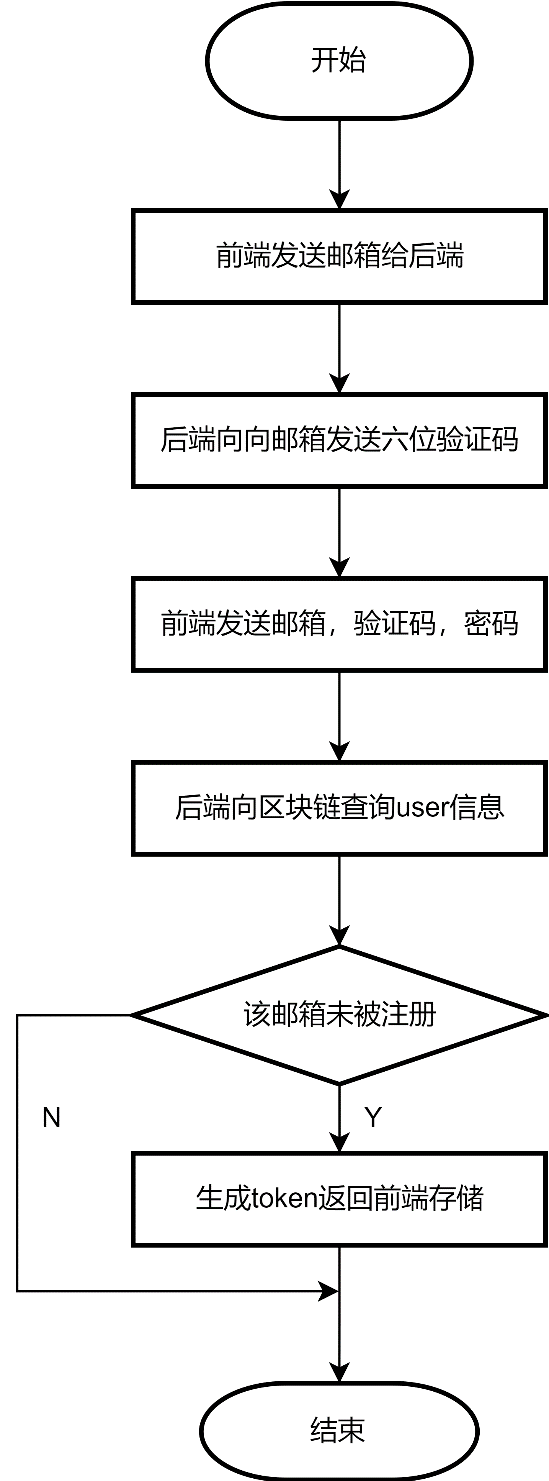 开始
前端发送邮箱给后端
后端向向邮箱发送六位验证码
前端发送邮箱，验证码，密码
后端向区块链查询user信息
该邮箱未被注册
N
Y
生成token返回前端存储
结束